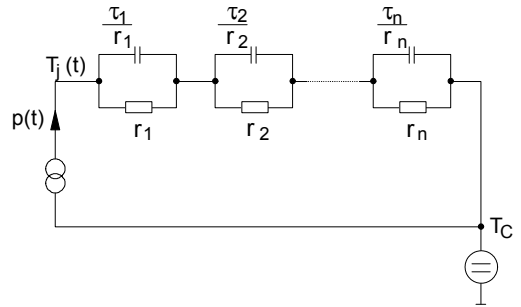 τ1 τ2 τn
r1 r2 rn
Tj (t)
r1 r2 rn
p(t)
TC